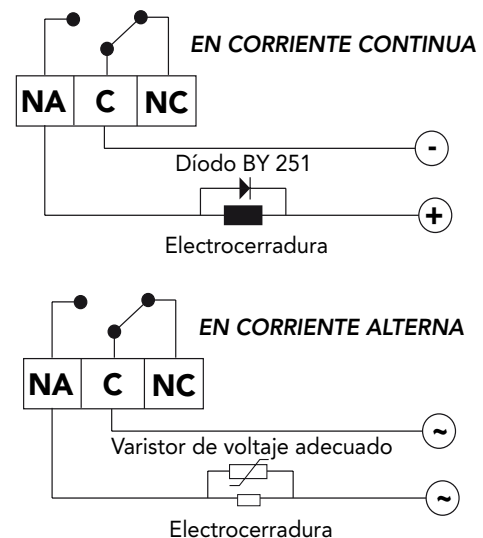 EN CORRIENTE CONTINUA
NA C NC
-
Díodo BY 251
+
Electrocerradura
EN CORRIENTE ALTERNA
NA C NC
~
Varistor de voltaje adecuado
~
Electrocerradura